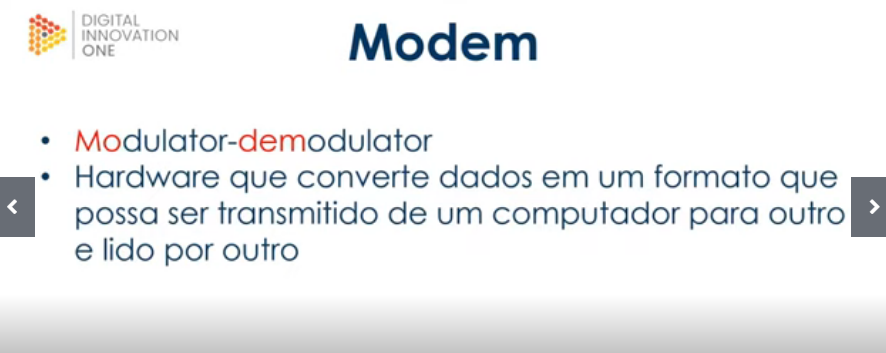 DIGITAL
INNOVATION
ONE
Modem
• Modulator-demodulator
• Hardware que converte dados em um formato que
possa ser transmitido de um computador para outro
e lido por outro